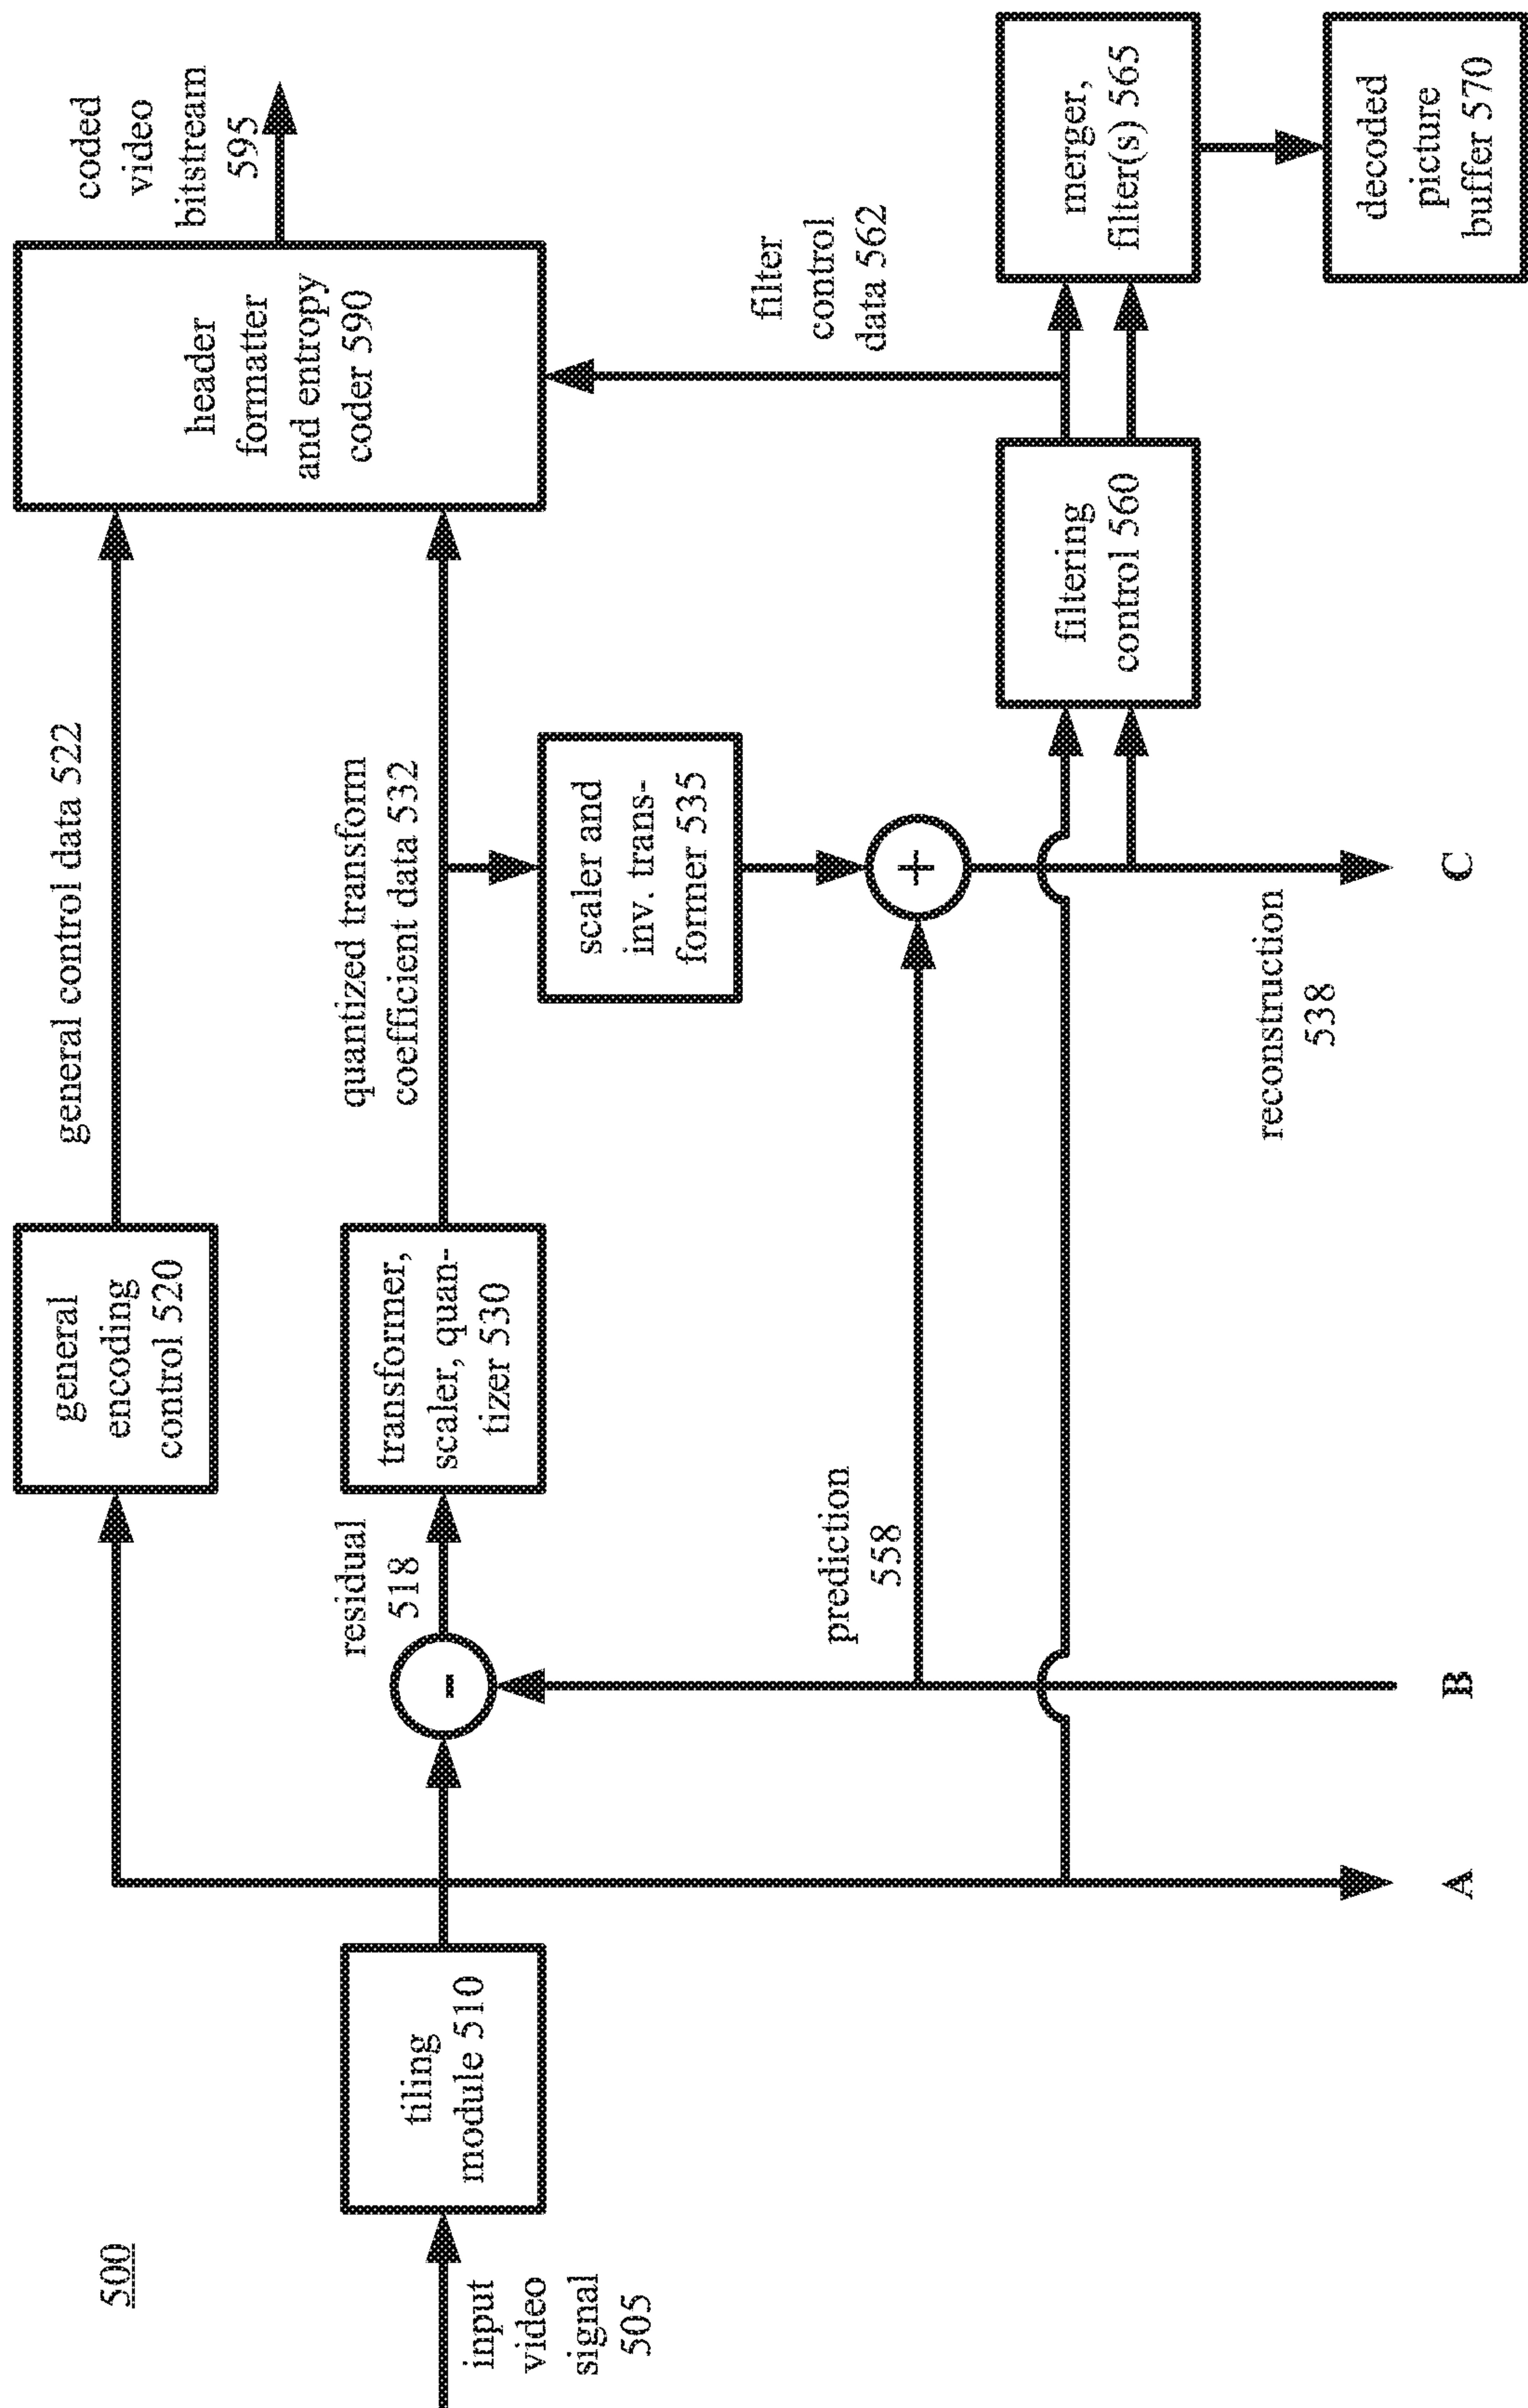 500
general control data 522
coded
video
bitstream
595
general
encoding
control 520
header
formatter
and entropy
coder 590
input
video
signal
505
tiling
module 510
residual
518
-
transformer,
scaler, quan-
tizer 530
quantized transform
coefficient data 532
scaler and
inv. trans-
former 535
filter
control
data 562
prediction
558
+
filtering
control 560
merger,
filter(s) 565
reconstruction
538
decoded
picture
buffer 570
A
B
C